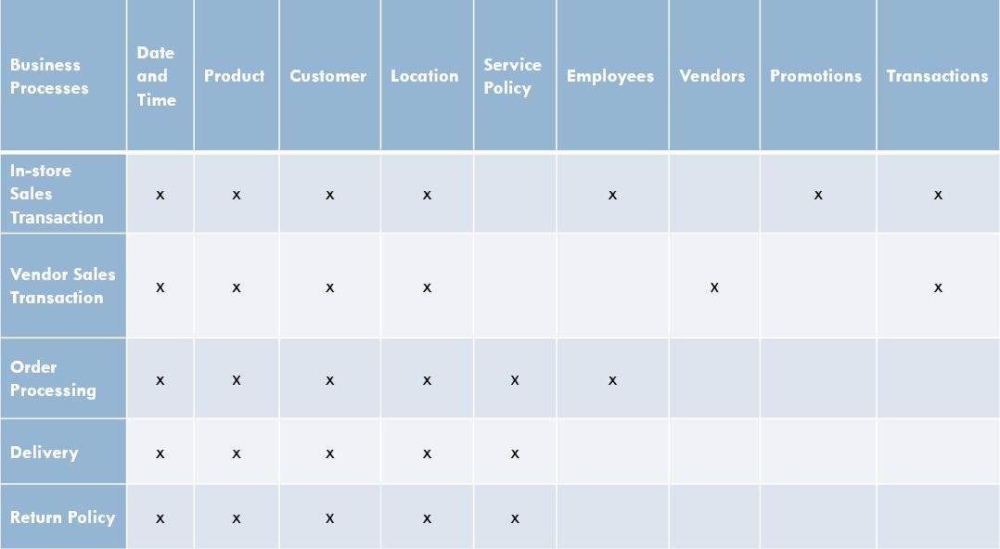 Business Processes | Date and Time | Product | Customer | Location | Service Policy | Employees | Vendors | Promotions | Transactions
In-store Sales Transaction | x | x | x | x | | x | | x | x
Vendor Sales Transaction | x | x | x | x | | | x | | x
Order Processing | x | x | x | x | x | x | | |
Delivery | x | x | x | x | x | | | |
Return Policy | x | x | x | x | x | | | |